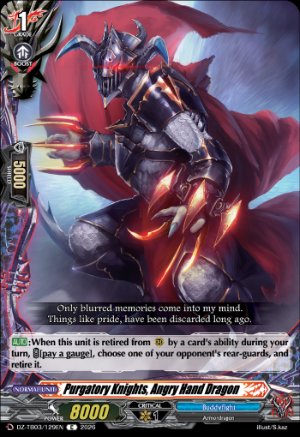 1
GRADE
BOOST
5000
SHIELD
Only blurred memories come into my mind.
Things like pride, have been discarded long ago.
AUTO:When this unit is retired from by a card's ability during your
turn, [pay a gauge], choose one of your opponent's rear-guards, and
retire it.
NORMAL UNIT
Purgatory Knights, Angry Hand Dragon
POWER 8000
CRITICAL
1
Buddyfight
Armordragon
DZ-TB03/129EN C 2026
illust/S.kaz